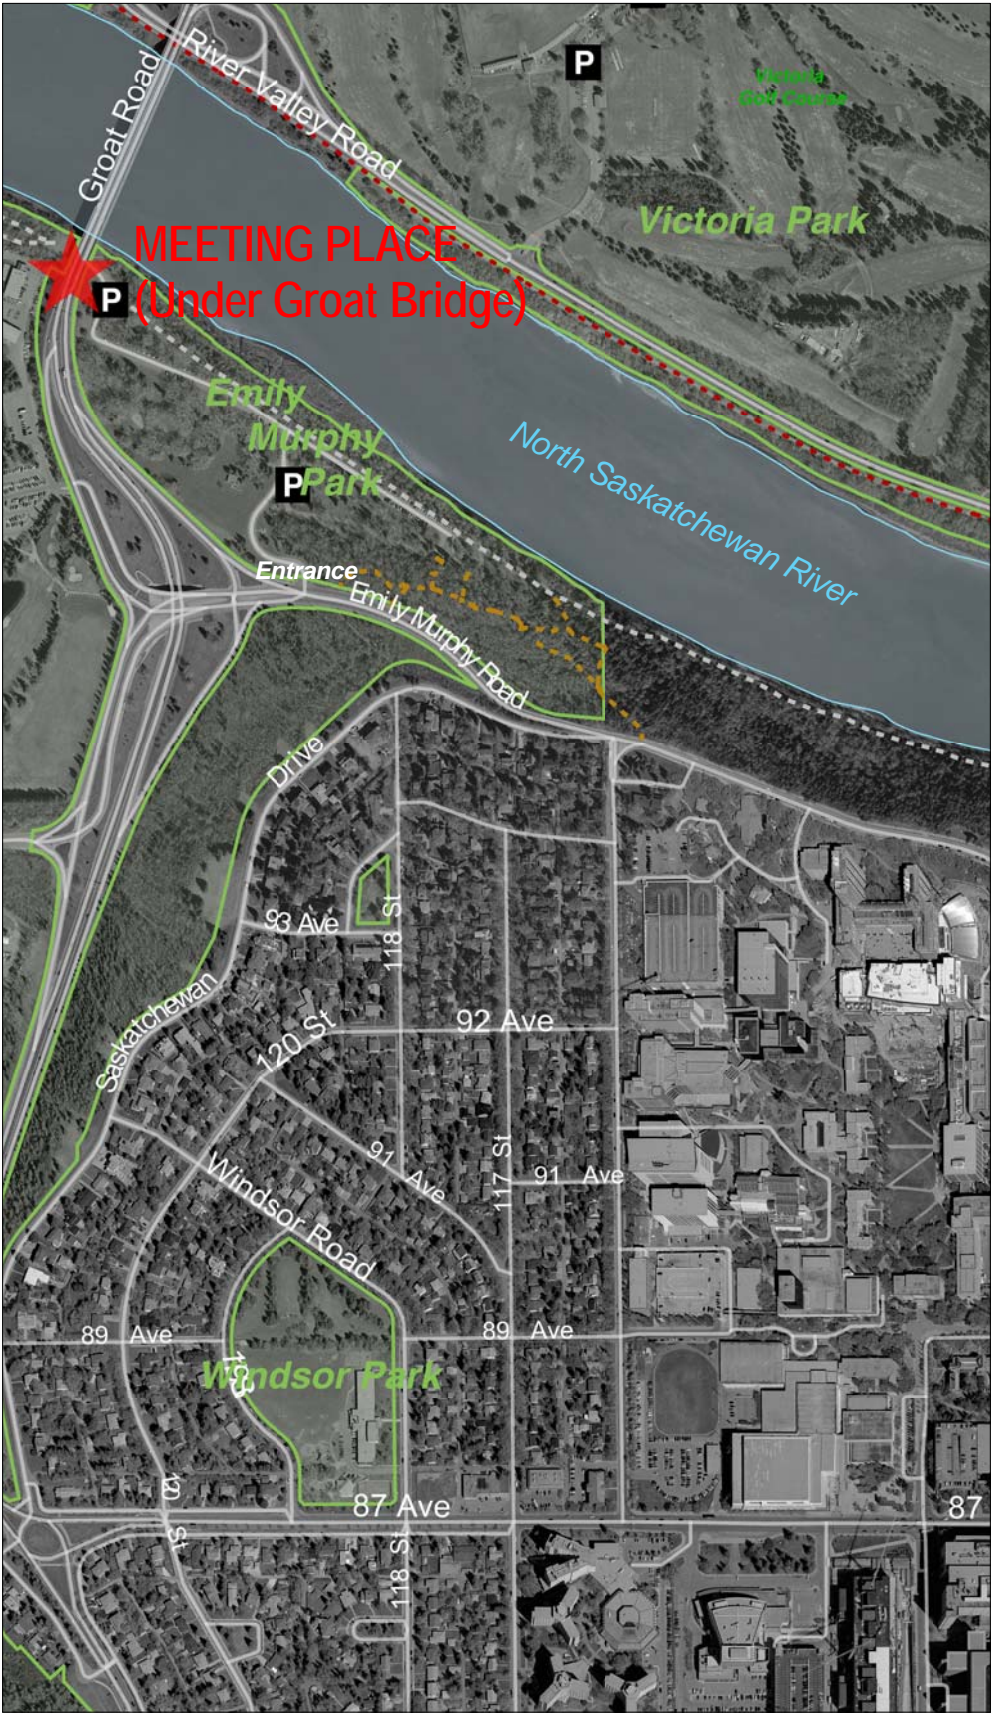 P
Victoria
Golf Course
River Valley Road
Groat Road
Victoria Park
MEETING PLACE
P (Under Groat Bridge)
Emily
Murphy
P Park
North Saskatchewan River
Entrance
Emily Murphy Road
Drive
93 Ave
118 St
Saskatchewan
120 St
92 Ave
91 Ave
117 St
91 Ave
Windsor Road
89 Ave
89 Ave
Windsor Park
87 Ave
87
118 St
St